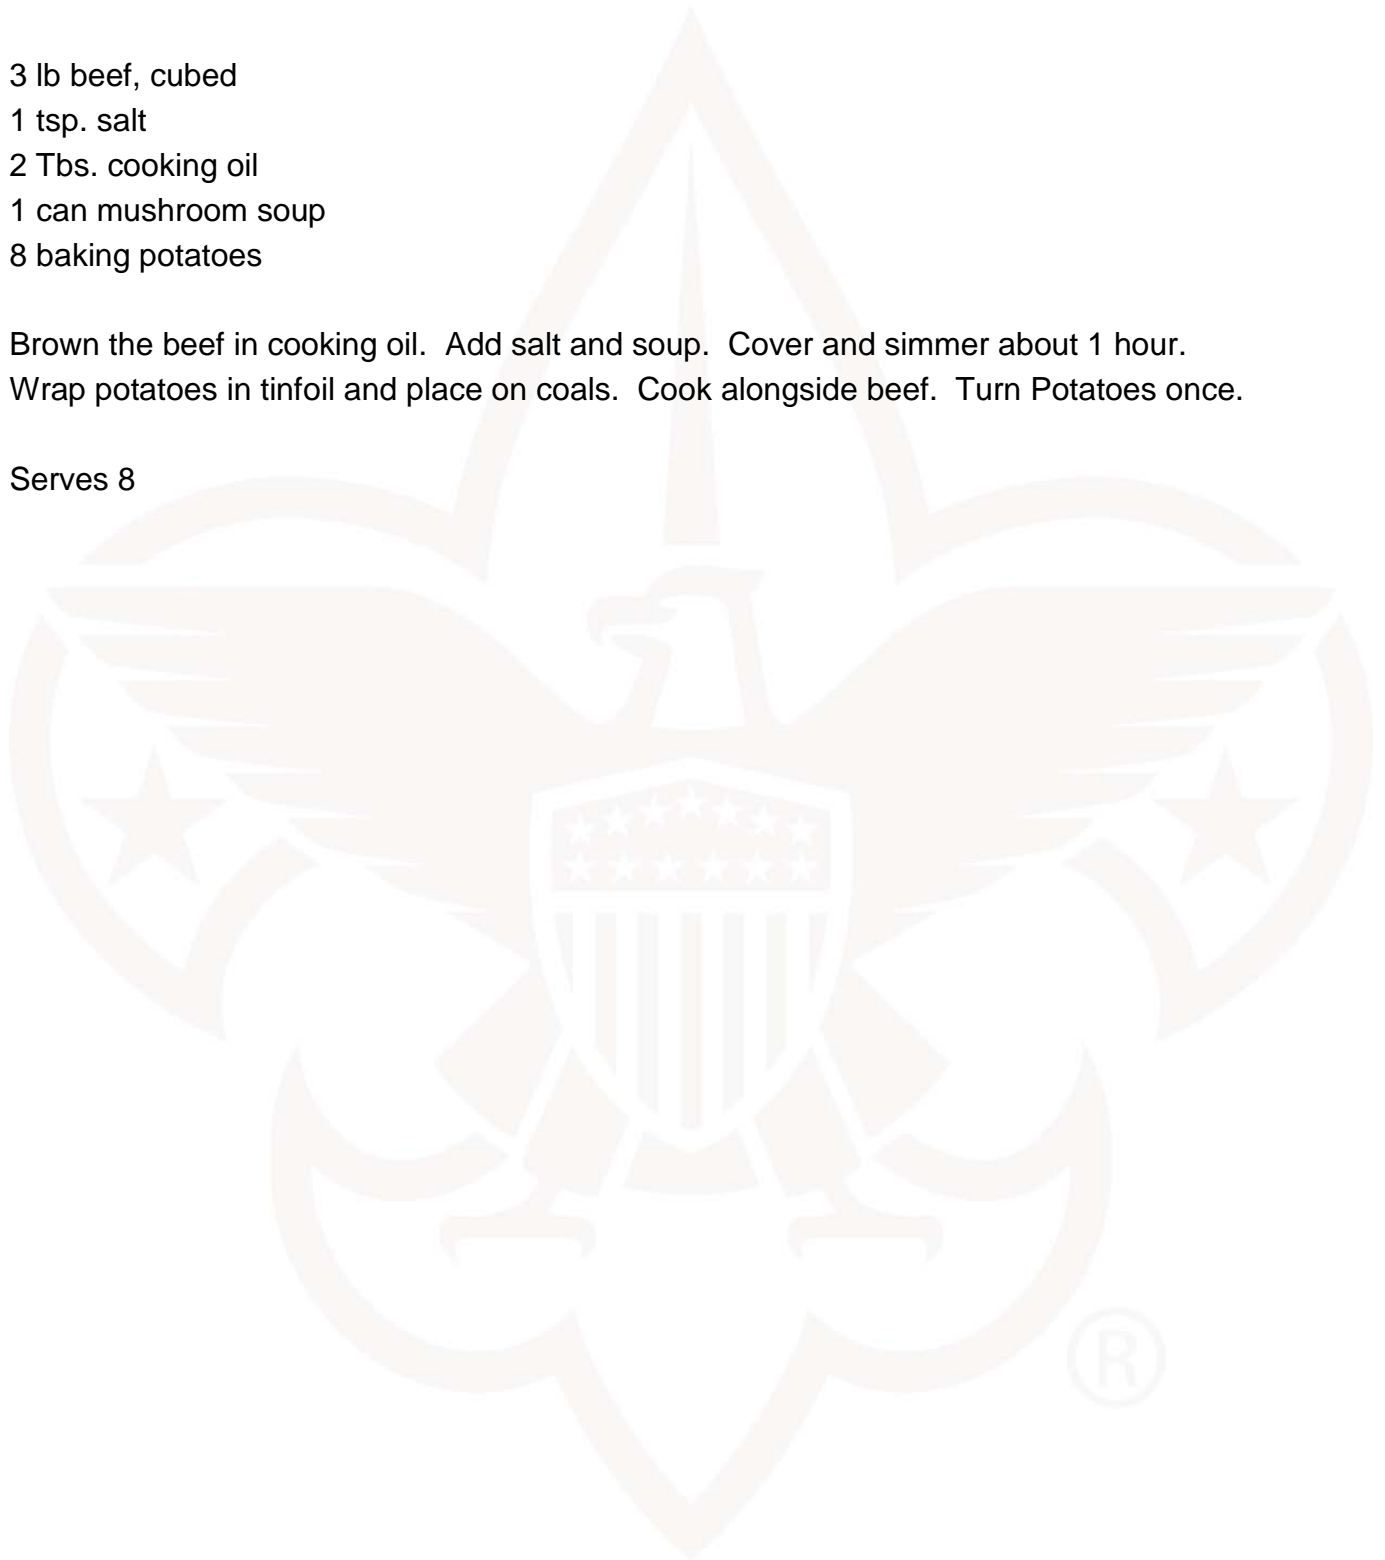 3 lb beef, cubed
1 tsp. salt
2 Tbs. cooking oil
1 can mushroom soup
8 baking potatoes
Brown the beef in cooking oil.  Add salt and soup.  Cover and simmer about 1 hour.
Wrap potatoes in tinfoil and place on coals.  Cook alongside beef.  Turn Potatoes once.
Serves 8
®